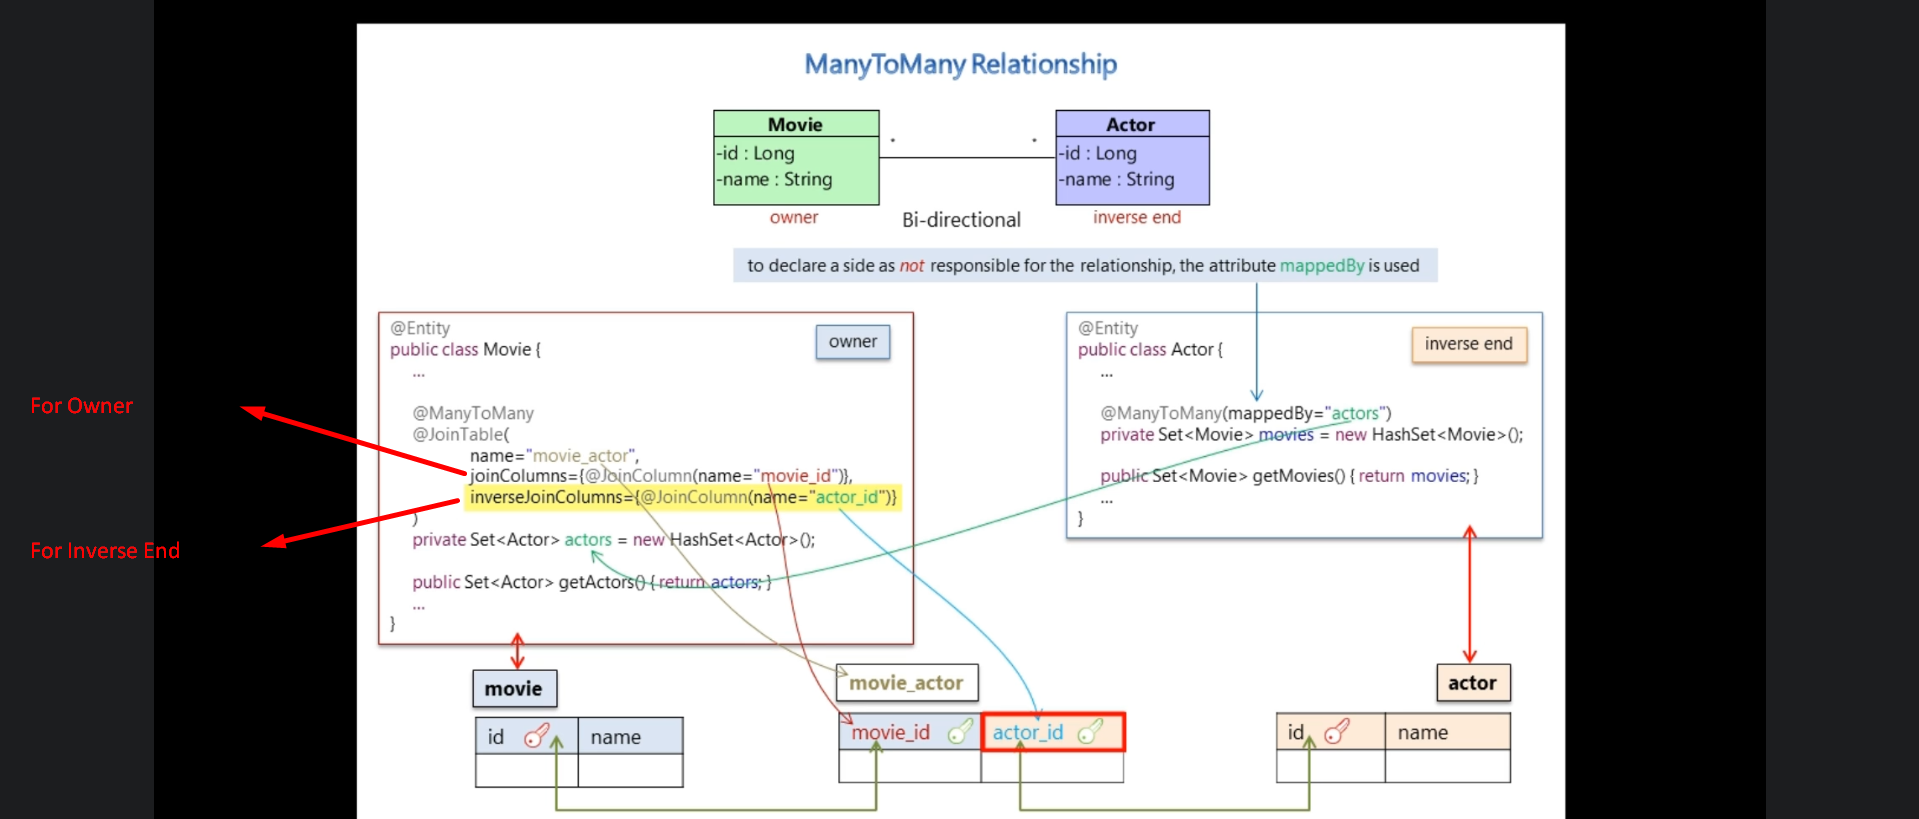 ManyToMany Relationship
Movie
-id : Long
-name : String
* *
Actor
-id : Long
-name : String
owner
Bi-directional
inverse end
to declare a side as not responsible for the relationship, the attribute mappedBy is used
@Entity
public class Movie {
...
@ManyToMany
@JoinTable(
name="movie_actor",
joinColumns={@JoinColumn(name="movie_id")},
inverseJoinColumns={@JoinColumn(name="actor_id")}
)
private Set<Actor> actors = new HashSet<Actor>();
public Set<Actor> getActors() { return actors; }
...
}
owner
@Entity
public class Actor {
...
@ManyToMany(mappedBy="actors")
private Set<Movie> movies = new HashSet<Movie>();
public Set<Movie> getMovies() { return movies; }
...
}
inverse end
For Owner
For Inverse End
movie
id name
movie_actor
movie_id actor_id
actor
id name